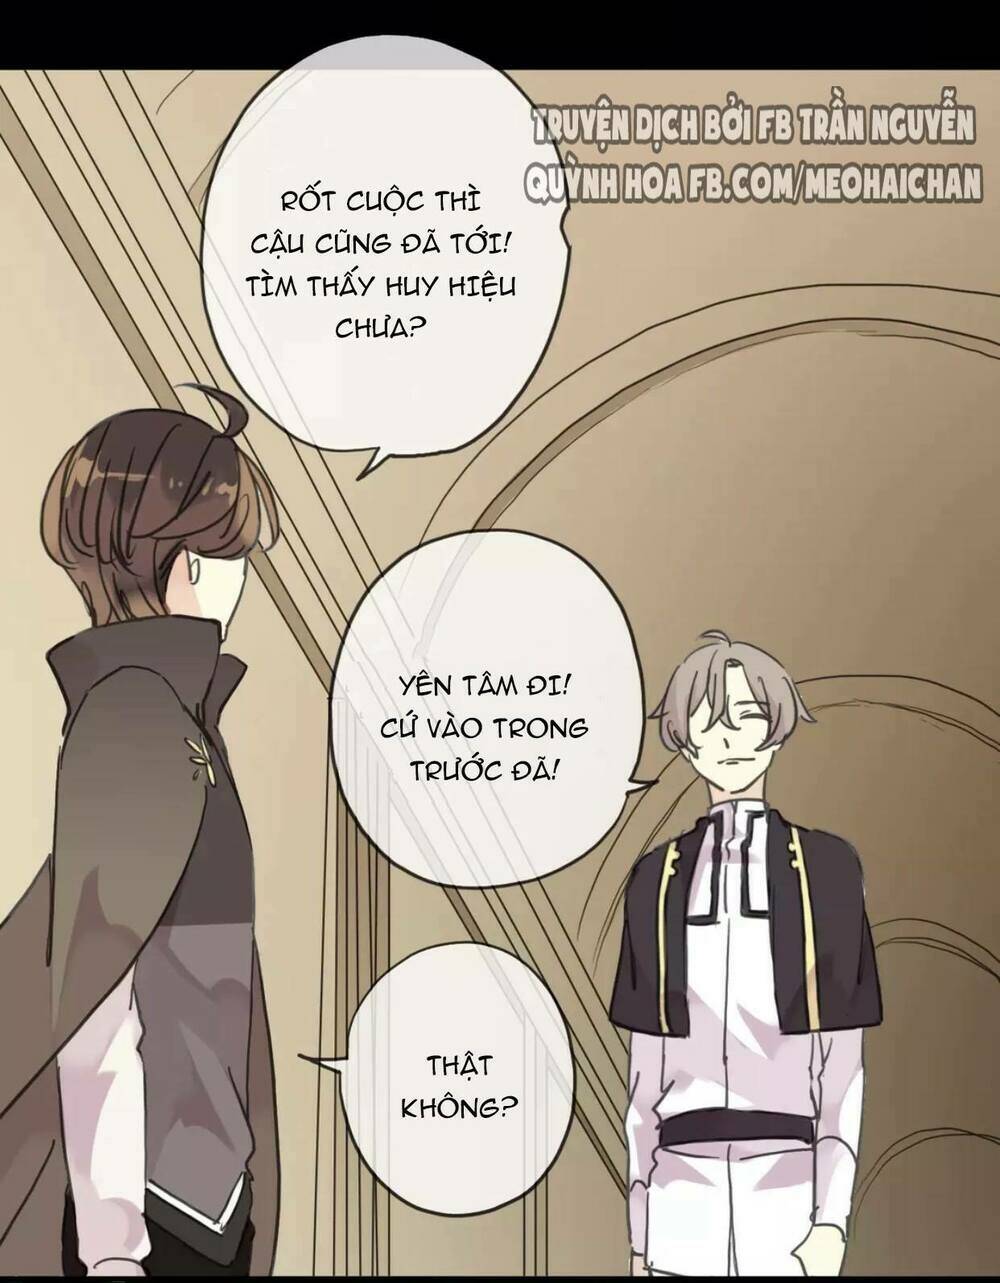 TRUYỆN DỊCH BỞI FB TRẦN NGUYỄN
QUỲNH HOA FB.COM/MEOHAICHAN
RỐT CUỘC THÌ
CẬU CŨNG ĐÃ TỚI!
TÌM THẤY HUY HIỆU
CHƯA?
YÊN TÂM ĐI!
CỨ VÀO TRONG
TRƯỚC ĐÃ!
THẬT
KHÔNG?